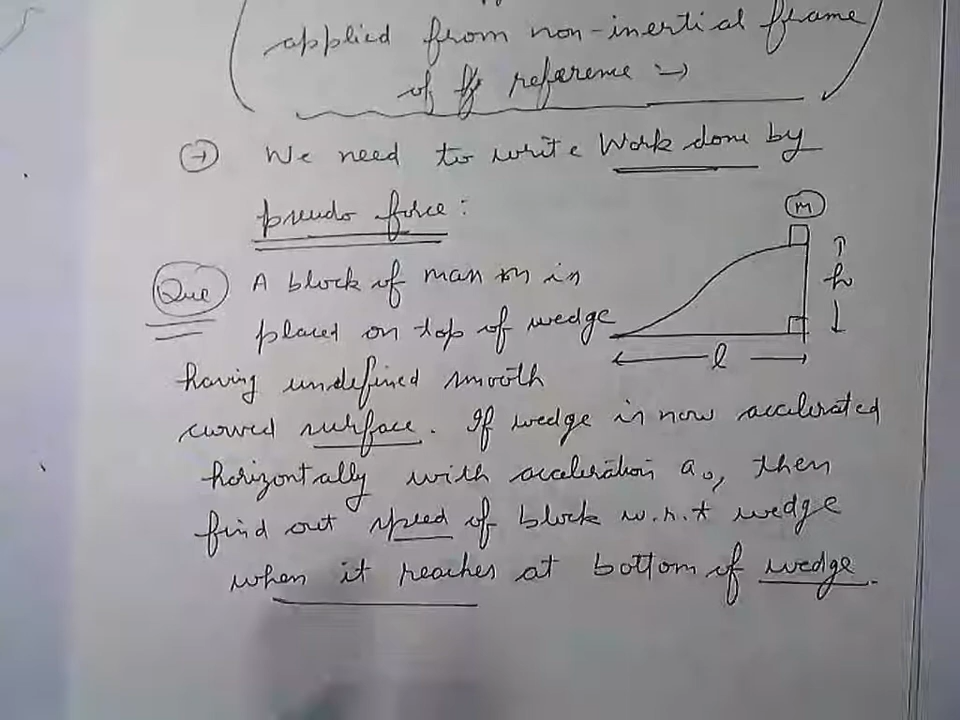 applied from non-inertial frame
of reference :→
→ We need to write Work done by
pseudo force:
M
Que A block of mass m is
placed on top of wedge
h
l
having undefined smooth
curved surface. If wedge is now accelerated
horizontally with acceleration a₀, then
find out speed of block w.r.t wedge
when it reaches at bottom of wedge.